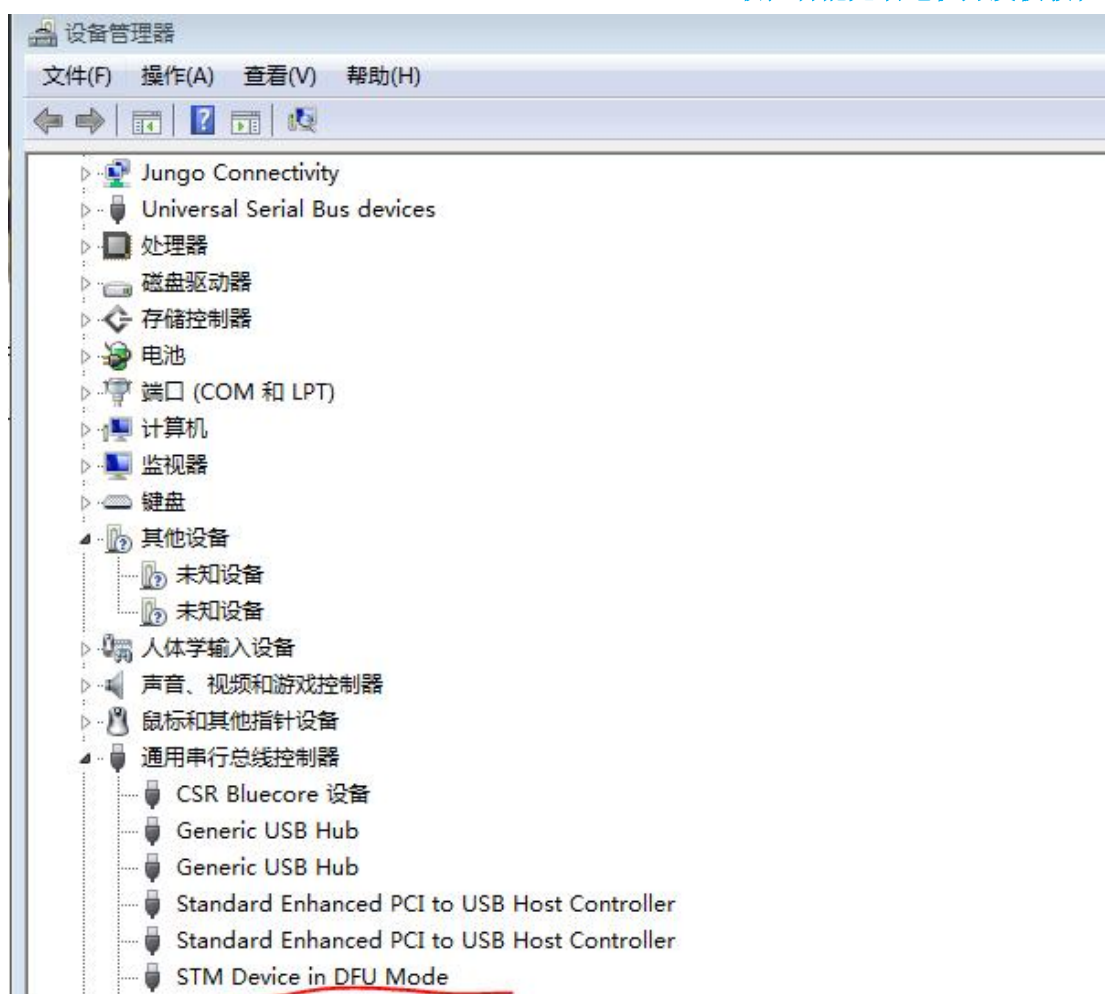 设备管理器
文件(F) 操作(A) 查看(V) 帮助(H)
Jungo Connectivity
Universal Serial Bus devices
处理器
磁盘驱动器
存储控制器
电池
端口 (COM 和 LPT)
计算机
监视器
键盘
其他设备
未知设备
未知设备
人体学输入设备
声音、视频和游戏控制器
鼠标和其他指针设备
通用串行总线控制器
CSR Bluecore 设备
Generic USB Hub
Generic USB Hub
Standard Enhanced PCI to USB Host Controller
Standard Enhanced PCI to USB Host Controller
STM Device in DFU Mode